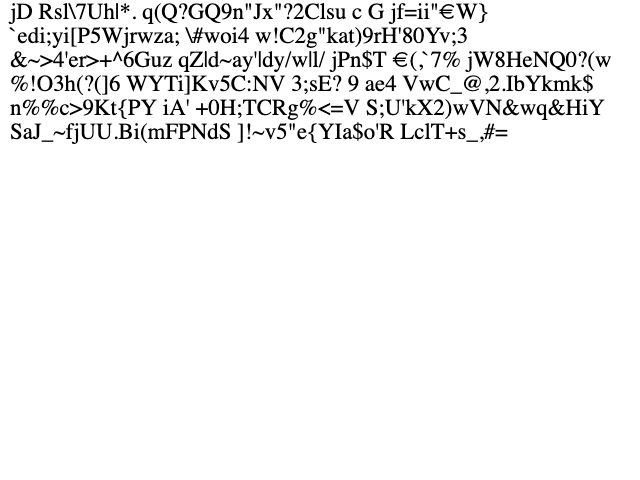 jD Rsl\7Uh|*. q(Q?GQ9n"Jx"?2Clsu c G jf=ii"€W}
`edi;yi[P5Wjrwza; \#woi4 w!C2g"kat)9rH'80Yv;3
&~>4'er>+^6Guz qZld~ay'|dy/w|l/ jPn$T €(,`7% jW8HeNQ0?(w
%!O3h(?(]6 WYTi]Kv5C:NV 3;sE? 9 ae4 VwC_@,2.IbYkmk$
n%%c>9Kt{PY iA' +0H;TCRg%<=V S;U'kX2)wVN&wq&HiY
SaJ_~fjUU.Bi(mFPNdS ]!~v5"e{YIa$o'R LclT+s_,#=